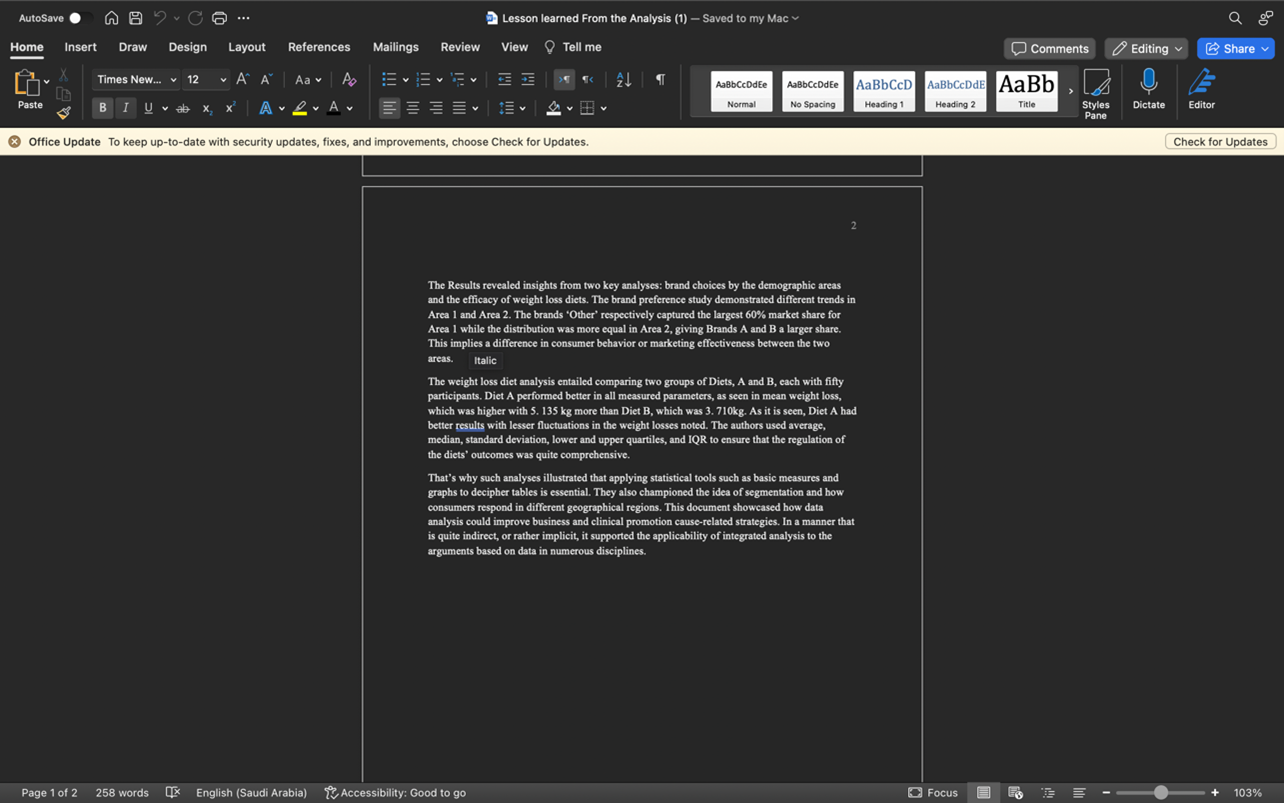 AutoSave
Lesson learned From the Analysis (1) — Saved to my Mac
Home Insert Draw Design Layout References Mailings Review View Tell me
Comments Editing Share
Paste
Times New... 12 Aa
B I U ab x₂ x² A A
AaBbCcDdEe AaBbCcDdEe AaBbCcD AaBbCcDdE AaBb
Normal No Spacing Heading 1 Heading 2 Title
Styles Pane
Dictate
Editor
Office Update To keep up-to-date with security updates, fixes, and improvements, choose Check for Updates.
Check for Updates
2
The Results revealed insights from two key analyses: brand choices by the demographic areas
and the efficacy of weight loss diets. The brand preference study demonstrated different trends in
Area 1 and Area 2. The brands ‘Other’ respectively captured the largest 60% market share for
Area 1 while the distribution was more equal in Area 2, giving Brands A and B a larger share.
This implies a difference in consumer behavior or marketing effectiveness between the two
areas.
Italic
The weight loss diet analysis entailed comparing two groups of Diets, A and B, each with fifty
participants. Diet A performed better in all measured parameters, as seen in mean weight loss,
which was higher with 5. 135 kg more than Diet B, which was 3. 710kg. As it is seen, Diet A had
better results with lesser fluctuations in the weight losses noted. The authors used average,
median, standard deviation, lower and upper quartiles, and IQR to ensure that the regulation of
the diets’ outcomes was quite comprehensive.
That’s why such analyses illustrated that applying statistical tools such as basic measures and
graphs to decipher tables is essential. They also championed the idea of segmentation and how
consumers respond in different geographical regions. This document showcased how data
analysis could improve business and clinical promotion cause-related strategies. In a manner that
is quite indirect, or rather implicit, it supported the applicability of integrated analysis to the
arguments based on data in numerous disciplines.
Page 1 of 2 258 words English (Saudi Arabia) Accessibility: Good to go Focus 103%